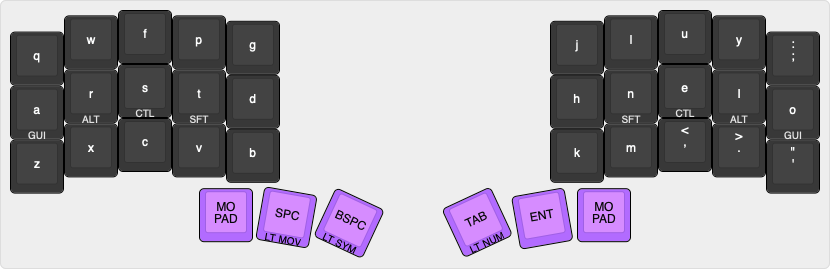 q w f p g j l u y :
;
a r s t d h n e I o
GUI ALT CTL SFT SFT CTL ALT GUI
z x c v b k m < > "
, . '
MO
PAD
SPC
LT MOV
BSPC
LT SYM
TAB
LT NUM
ENT
MO
PAD